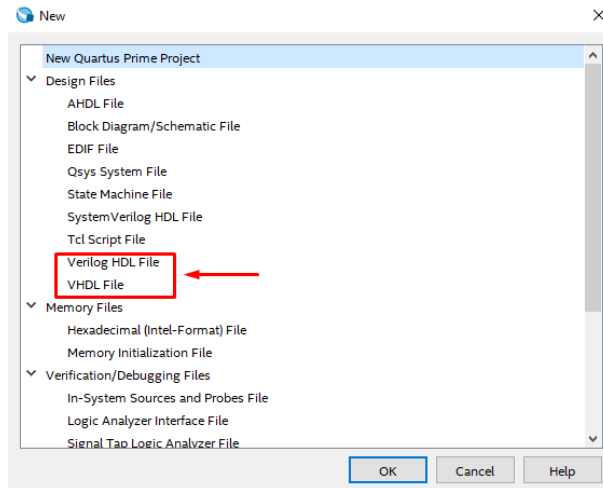 New
New Quartus Prime Project
Design Files
AHDL File
Block Diagram/Schematic File
EDIF File
Qsys System File
State Machine File
SystemVerilog HDL File
Tcl Script File
Verilog HDL File
VHDL File
Memory Files
Hexadecimal (Intel-Format) File
Memory Initialization File
Verification/Debugging Files
In-System Sources and Probes File
Logic Analyzer Interface File
Signal Tap Logic Analyzer File
OK Cancel Help